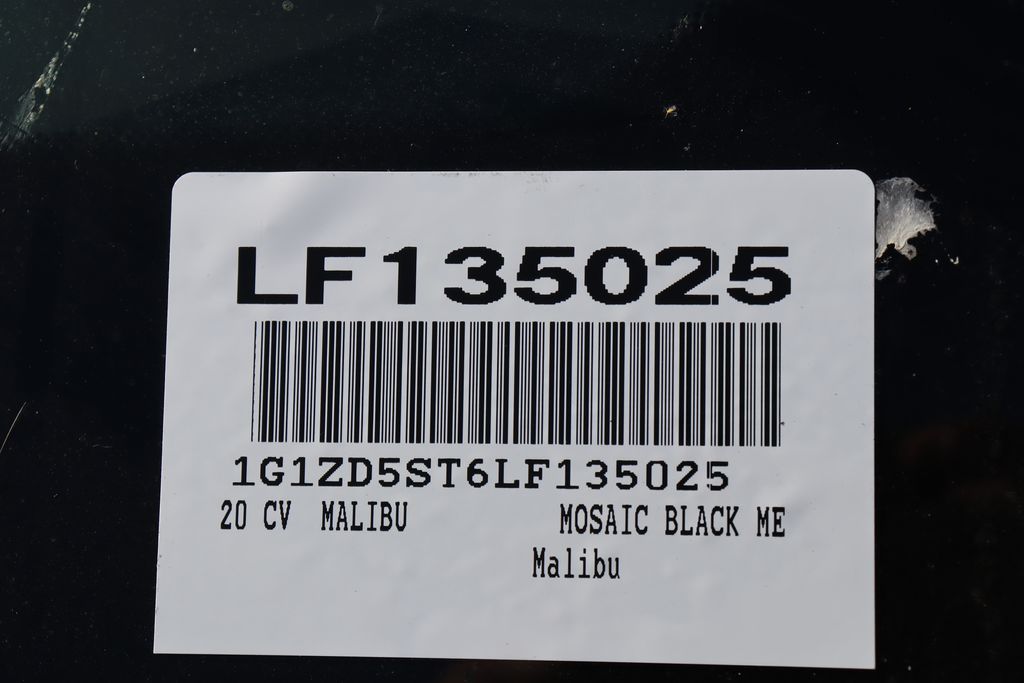 LF135025
1G1ZD5ST6LF135025
20 CV MALIBU MOSAIC BLACK ME
Malibu